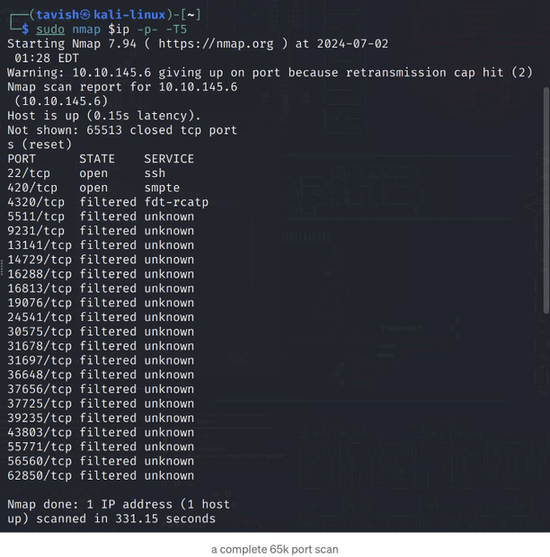 ┌──(tavish㉿kali-linux)-[~]
└─$ sudo nmap $ip -p- -T5
Starting Nmap 7.94 ( https://nmap.org ) at 2024-07-02
 01:28 EDT
Warning: 10.10.145.6 giving up on port because retransmission cap hit (2)
Nmap scan report for 10.10.145.6
 (10.10.145.6)
Host is up (0.15s latency).
Not shown: 65513 closed tcp port
s (reset)
PORT      STATE    SERVICE
22/tcp    open     ssh
420/tcp   open     smpte
4320/tcp  filtered fdt-rcatp
5511/tcp  filtered unknown
9231/tcp  filtered unknown
13141/tcp filtered unknown
14729/tcp filtered unknown
16288/tcp filtered unknown
16813/tcp filtered unknown
19076/tcp filtered unknown
24541/tcp filtered unknown
30575/tcp filtered unknown
31678/tcp filtered unknown
31697/tcp filtered unknown
36648/tcp filtered unknown
37656/tcp filtered unknown
37725/tcp filtered unknown
39235/tcp filtered unknown
43803/tcp filtered unknown
55771/tcp filtered unknown
56560/tcp filtered unknown
62850/tcp filtered unknown
Nmap done: 1 IP address (1 host
up) scanned in 331.15 seconds
a complete 65k port scan